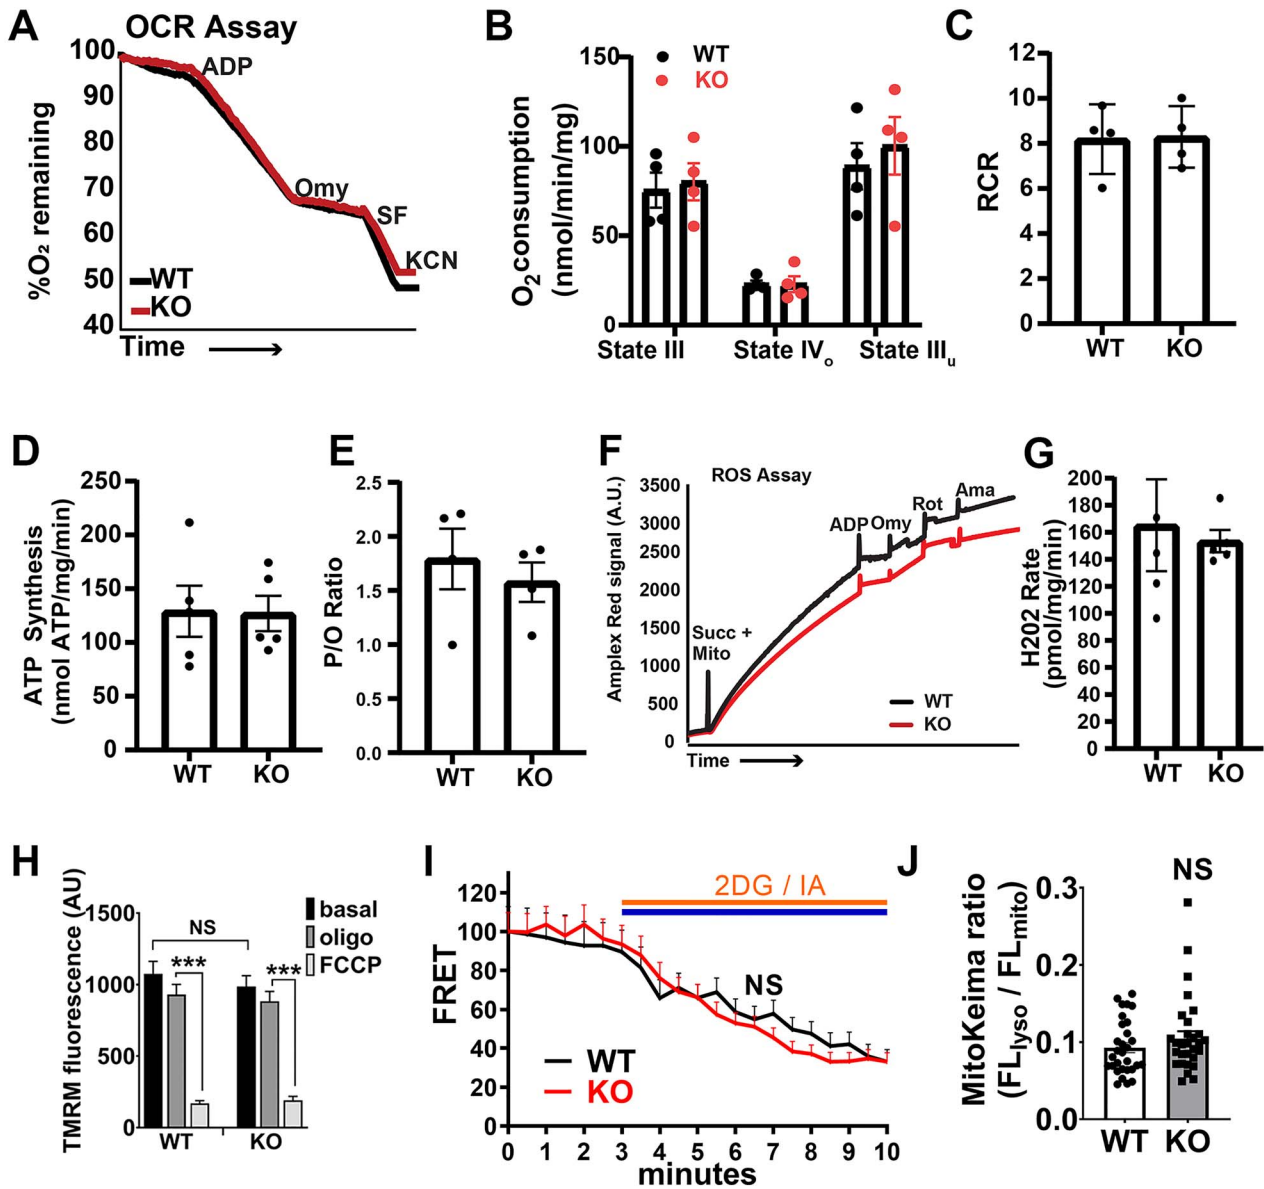 A
OCR Assay
%O₂ remaining
100
90
80
70
60
50
40
ADP
Omy
SF
KCN
WT
KO
Time
B
O2 consumption
(nmol/min/mg)
150
100
50
0
WT
KO
State III
State IVo
State IIIu
C
RCR
12
10
8
6
4
2
0
WT
KO
D
ATP Synthesis
(nmol ATP/mg/min)
250
200
150
100
50
0
WT
KO
E
P/O Ratio
2.5
2.0
1.5
1.0
0.5
0.0
WT
KO
F
ROS Assay
Amplex Red signal (A.U.)
3500
3000
2500
2000
1500
1000
500
0
Succ +
Mito
ADP
Omy
Rot
Ama
WT
KO
Time
G
H202 Rate
(pmol/mg/min)
200
180
160
140
120
100
80
60
40
20
0
WT
KO
H
TMRM fluorescence (AU)
1500
1000
500
0
NS
***
***
basal
oligo
FCCP
WT
KO
I
FRET
120
100
80
60
40
20
0
2DG / IA
NS
WT
KO
0 1 2 3 4 5 6 7 8 9 10
minutes
J
MitoKeima ratio
(FLlyso / FLmito)
0.3
0.2
0.1
0.0
NS
WT
KO